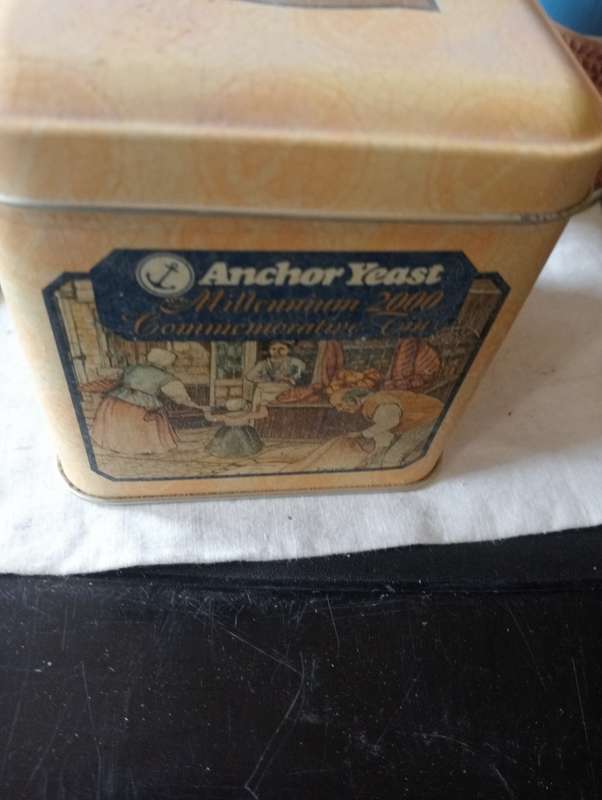 Anchor Yeast
Millennium 2000
Commemorative Tin